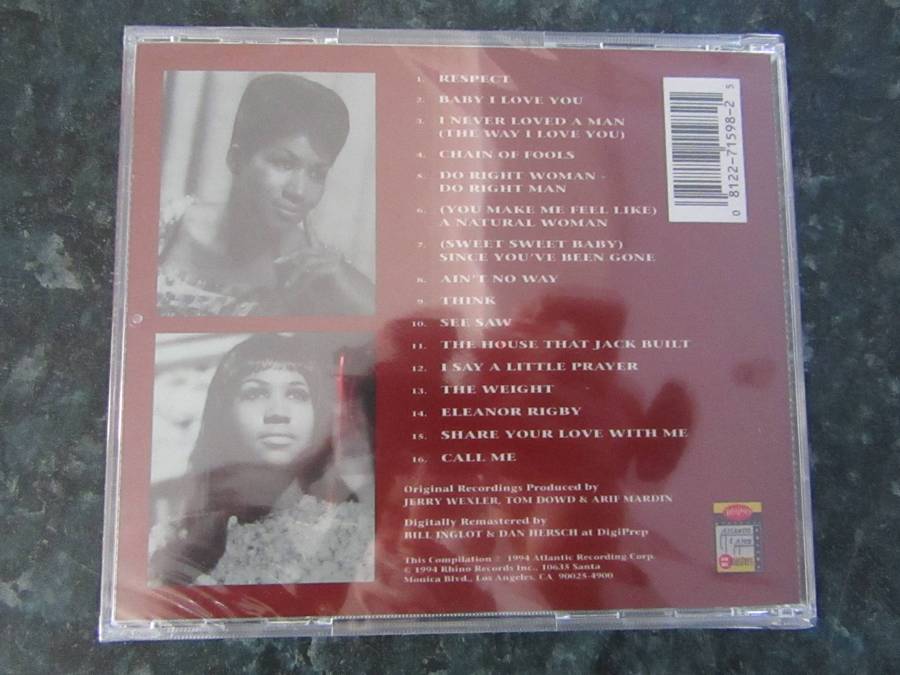 1. RESPECT
2. BABY I LOVE YOU
3. I NEVER LOVED A MAN
(THE WAY I LOVE YOU)
4. CHAIN OF FOOLS
5. DO RIGHT WOMAN -
DO RIGHT MAN
6. (YOU MAKE ME FEEL LIKE)
A NATURAL WOMAN
7. (SWEET SWEET BABY)
SINCE YOU'VE BEEN GONE
8. AIN'T NO WAY
9. THINK
10. SEE SAW
11. THE HOUSE THAT JACK BUILT
12. I SAY A LITTLE PRAYER
13. THE WEIGHT
14. ELEANOR RIGBY
15. SHARE YOUR LOVE WITH ME
16. CALL ME
Original Recordings Produced by
JERRY WEXLER, TOM DOWD & ARIF MARDIN
Digitally Remastered by
BILL INGLOT & DAN HERSCH at DigiPrep
This Compilation ℗ 1994 Atlantic Recording Corp.
© 1994 Rhino Records Inc., 10635 Santa
Monica Blvd., Los Angeles, CA 90025-4900
0 8122-71598-2 5